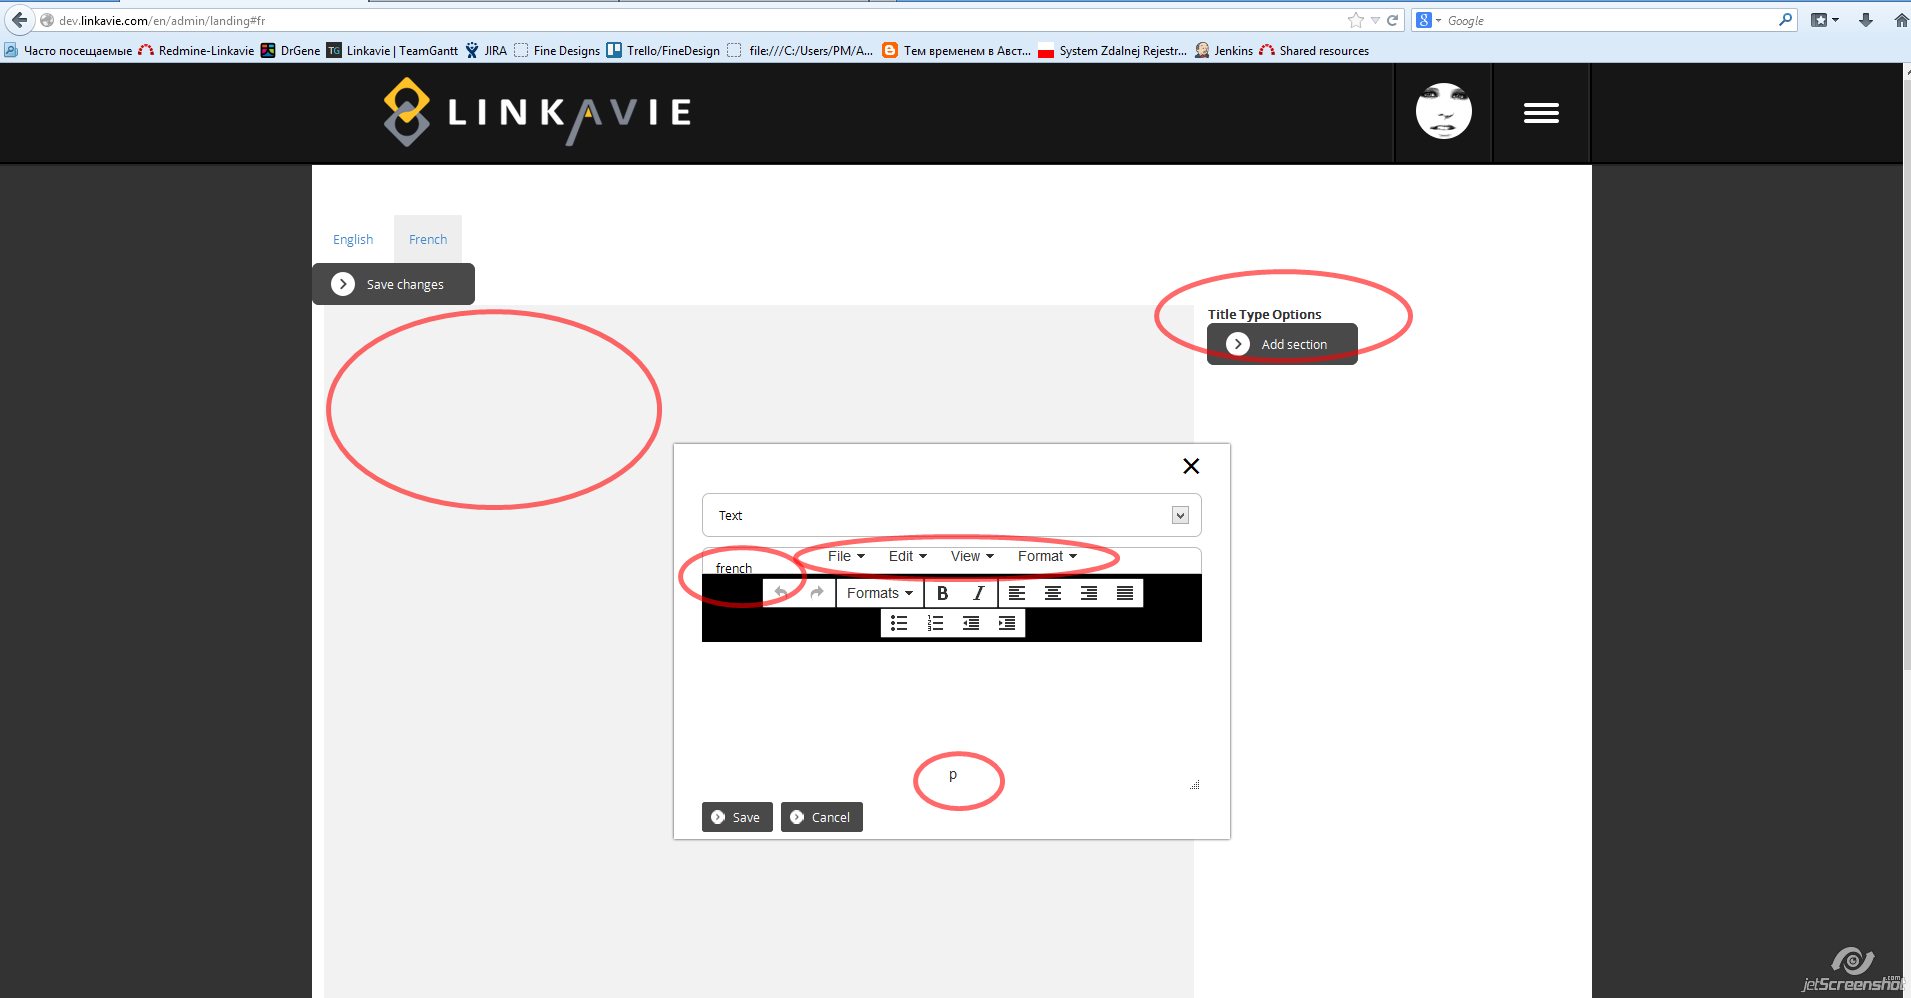 dev.linkavie.com/en/admin/landing#fr
Google
Часто посещаемые Redmine-Linkavie DrGene Linkavie | TeamGantt JIRA Fine Designs Trello/FineDesign file:///C:/Users/PM/A... Тем временем в Авст... System Zdalnej Rejestr... Jenkins Shared resources
LINKAVIE
English French
Save changes
Title Type Options
Add section
Text
File Edit View Format
french
Formats B I
p
Save Cancel
jetScreenshot.com